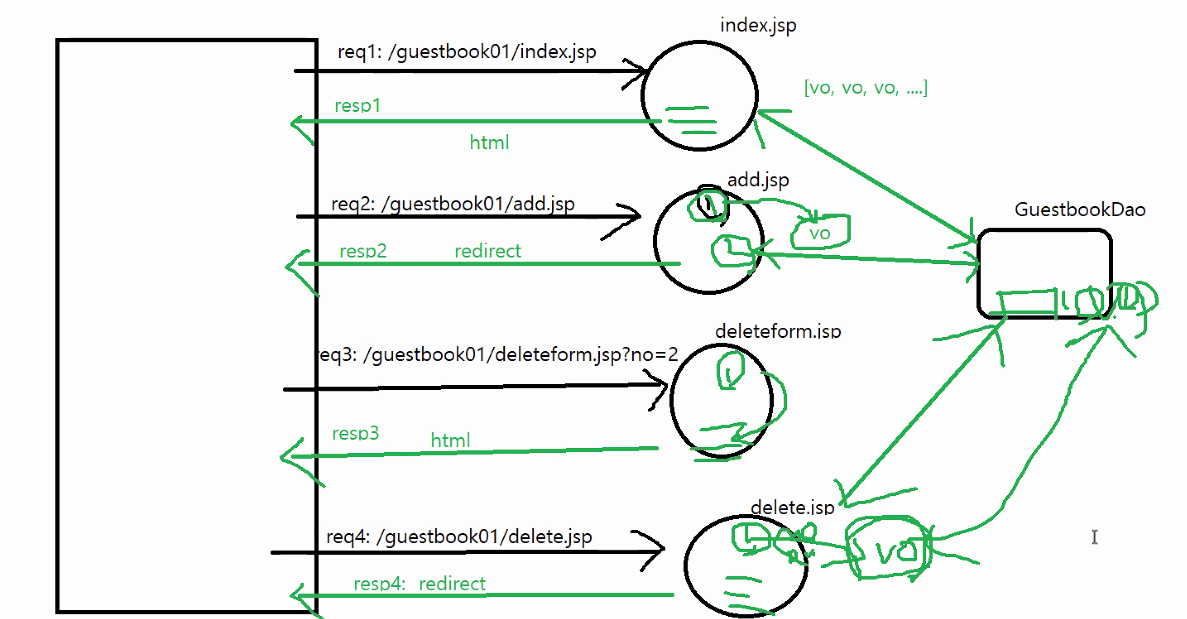 index.jsp
req1: /guestbook01/index.jsp
[vo, vo, vo, ....]
resp1
html
add.jsp
req2: /guestbook01/add.jsp
GuestbookDao
vo
resp2 redirect
deleteform.jsp
req3: /guestbook01/deleteform.jsp?no=2
resp3 html
delete.jsp
req4: /guestbook01/delete.jsp
vo
resp4: redirect